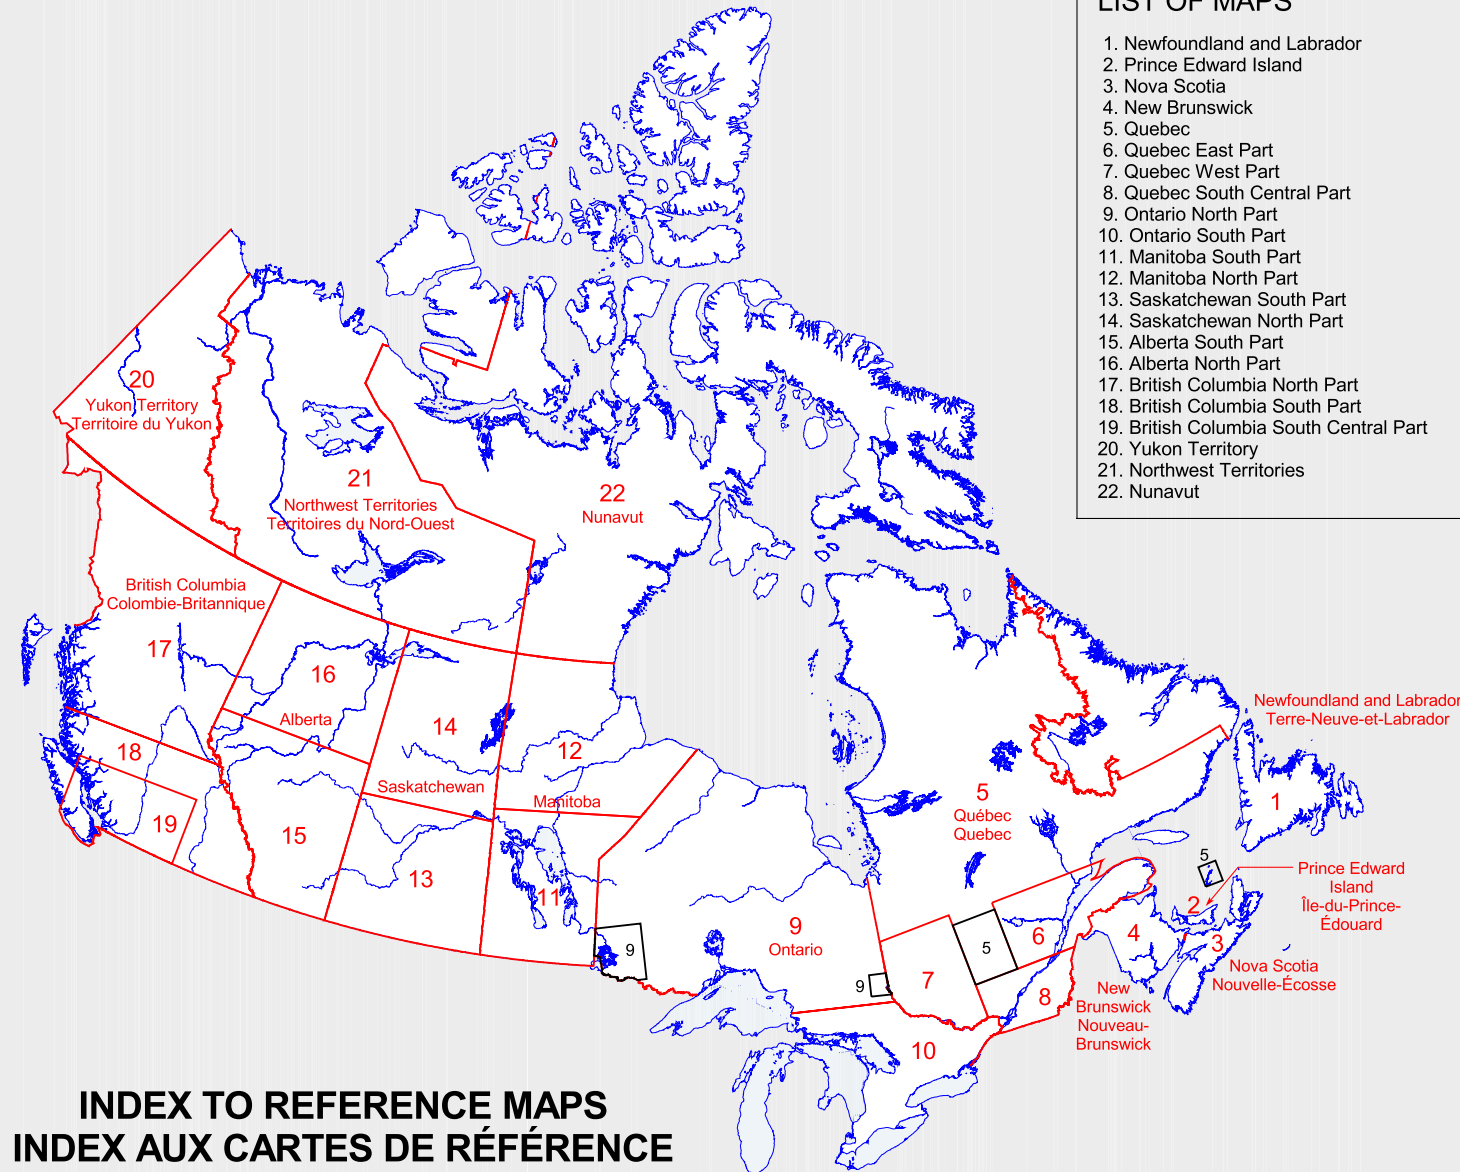 LIST OF MAPS
1. Newfoundland and Labrador
2. Prince Edward Island
3. Nova Scotia
4. New Brunswick
5. Quebec
6. Quebec East Part
7. Quebec West Part
8. Quebec South Central Part
9. Ontario North Part
10. Ontario South Part
11. Manitoba South Part
12. Manitoba North Part
13. Saskatchewan South Part
14. Saskatchewan North Part
15. Alberta South Part
16. Alberta North Part
17. British Columbia North Part
18. British Columbia South Part
19. British Columbia South Central Part
20. Yukon Territory
21. Northwest Territories
22. Nunavut
20
Yukon Territory
Territoire du Yukon
21
Northwest Territories
Territoires du Nord-Ouest
22
Nunavut
British Columbia
Colombie-Britannique
17
16
Alberta
14
Saskatchewan
12
Manitoba
18
19
15
13
11
9
9
Ontario
9
10
5
Québec
Quebec
7
5
6
8
Newfoundland and Labrador
Terre-Neuve-et-Labrador
1
5
Prince Edward
Island
Île-du-Prince-
Édouard
2
4
3
Nova Scotia
Nouvelle-Écosse
New
Brunswick
Nouveau-
Brunswick
INDEX TO REFERENCE MAPS
INDEX AUX CARTES DE RÉFÉRENCE